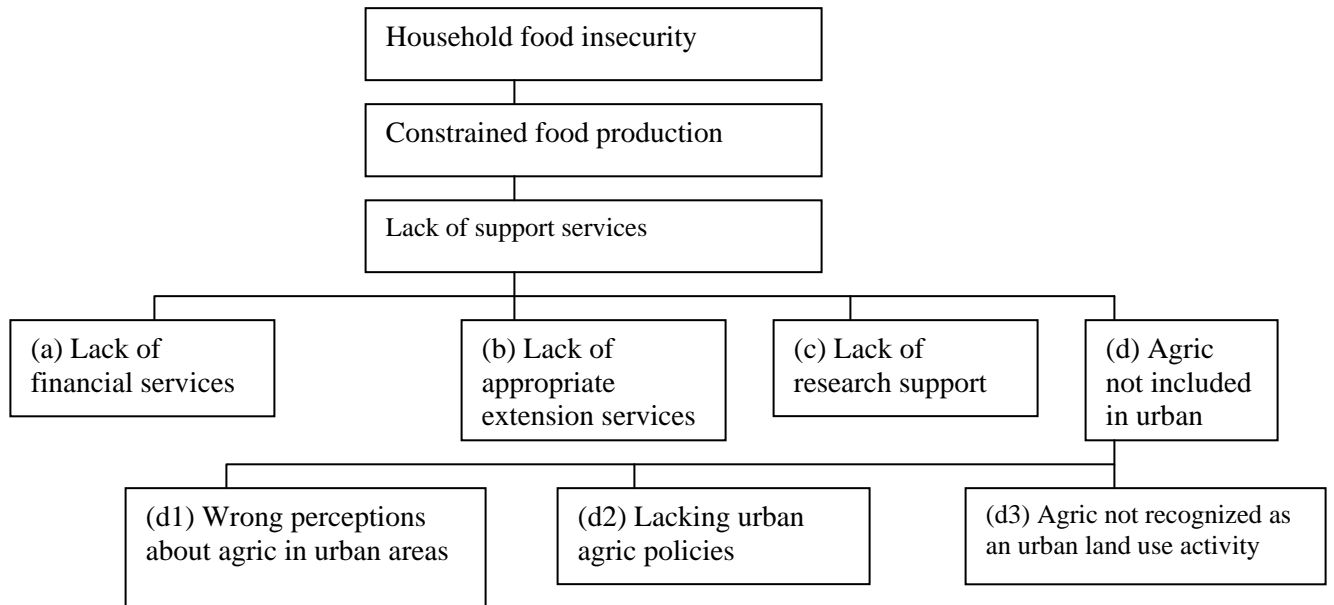 Household food insecurity
Constrained food production
Lack of support services
(a) Lack of
financial services
(b) Lack of
appropriate
extension services
(c) Lack of
research support
(d) Agric
not included
in urban
(d1) Wrong perceptions
about agric in urban areas
(d2) Lacking urban
agric policies
(d3) Agric not recognized as
an urban land use activity